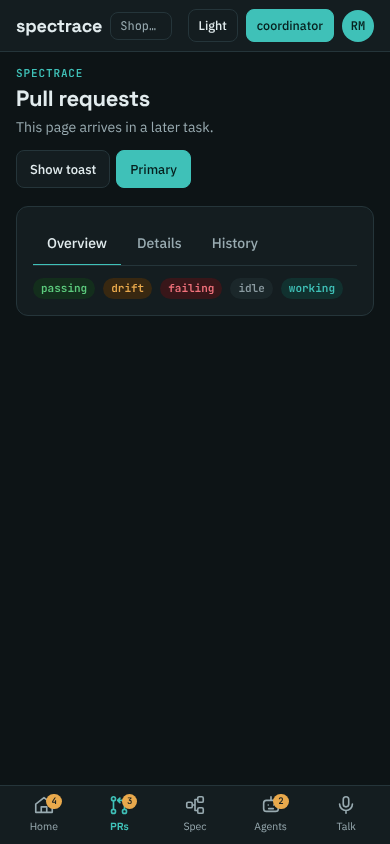 spectrace Shop… Light coordinator RM
SPECTRACE
Pull requests
This page arrives in a later task.
Show toast Primary
Overview Details History
passing drift failing idle working
4 3 2
Home PRs Spec Agents Talk